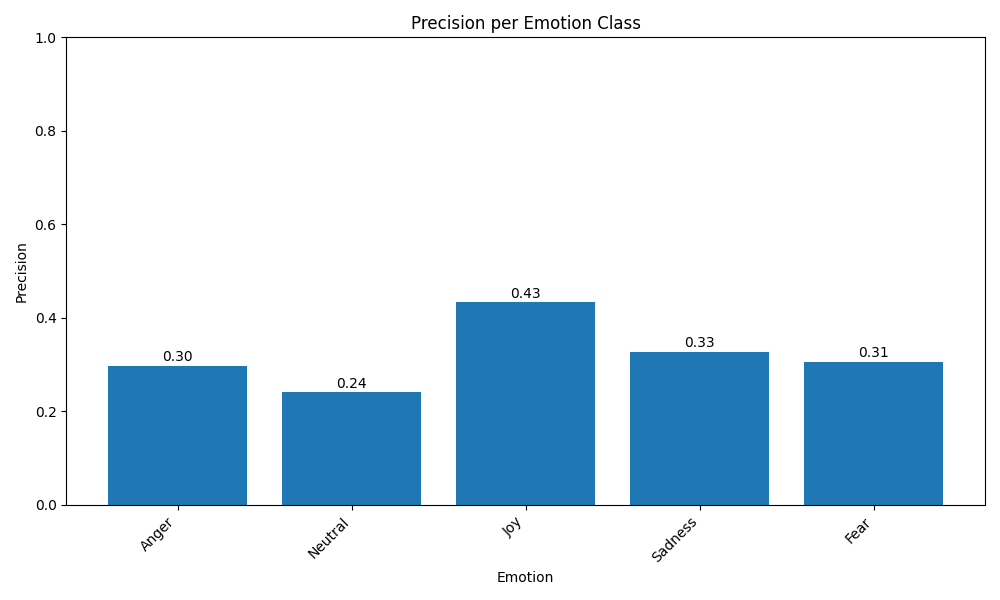 Precision per Emotion Class
1.0
0.8
0.6
0.4
0.2
0.0
Precision
0.30
0.24
0.43
0.33
0.31
Anger
Neutral
Joy
Sadness
Fear
Emotion